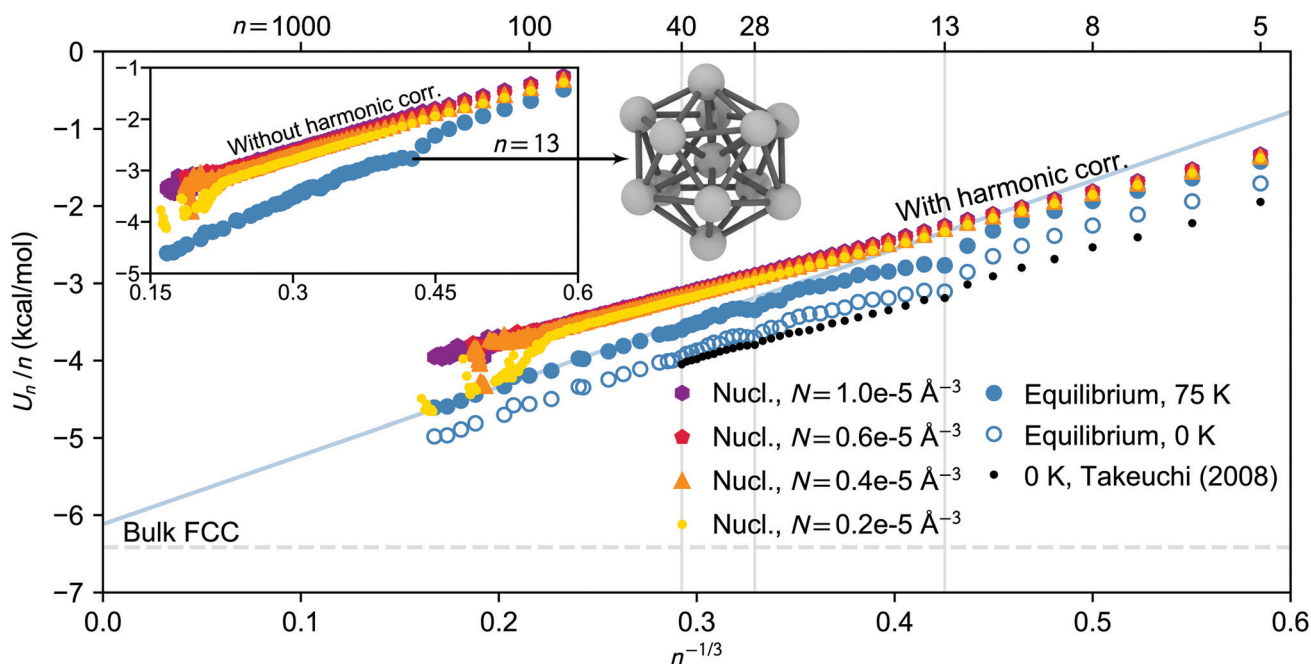 n=1000 100 40 28 13 8 5
0
−1
−2
−3
−4
−5
−6
−7
U_n/n (kcal/mol)
−1
−2
−3
−4
−5
0.15 0.3 0.45 0.6
Without harmonic corr.
n=13
With harmonic corr.
Nucl., N=1.0e-5 Å⁻³
Nucl., N=0.6e-5 Å⁻³
Nucl., N=0.4e-5 Å⁻³
Nucl., N=0.2e-5 Å⁻³
Equilibrium, 75 K
Equilibrium, 0 K
0 K, Takeuchi (2008)
Bulk FCC
0.0 0.1 0.2 0.3 0.4 0.5 0.6
n⁻¹/³